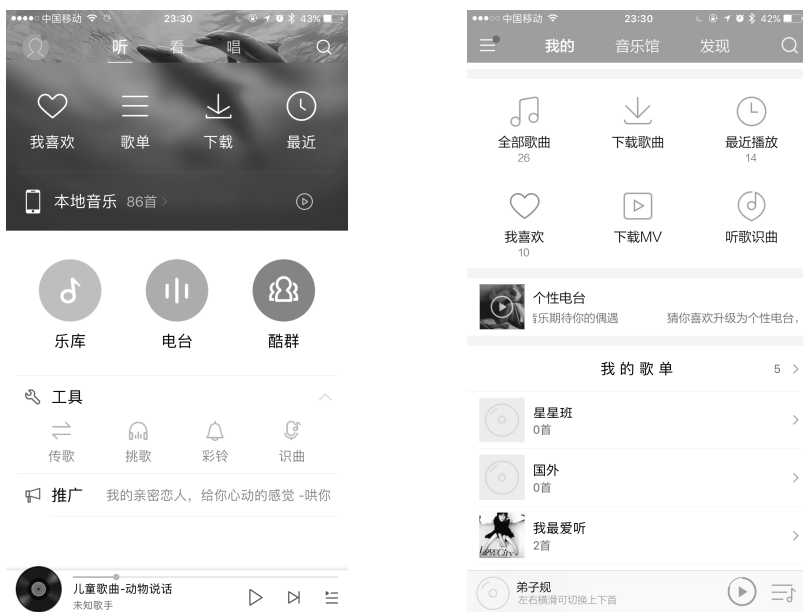 中国移动
23:30
43%
听 看 唱
我喜欢 歌单 下载 最近
本地音乐 86首
乐库 电台 酷群
工具
传歌 挑歌 彩铃 识曲
推广 我的亲密恋人，给你心动的感觉 -哄你
儿童歌曲-动物说话
未知歌手
中国移动
23:30
42%
我的 音乐馆 发现
全部歌曲 下载歌曲 最近播放
26 14
我喜欢 下载MV 听歌识曲
10
个性电台
音乐期待你的偶遇 猜你喜欢升级为个性电台，
我的歌单 5
星星班
0首
国外
0首
我最爱听
2首
弟子规
左右横滑可切换上下首